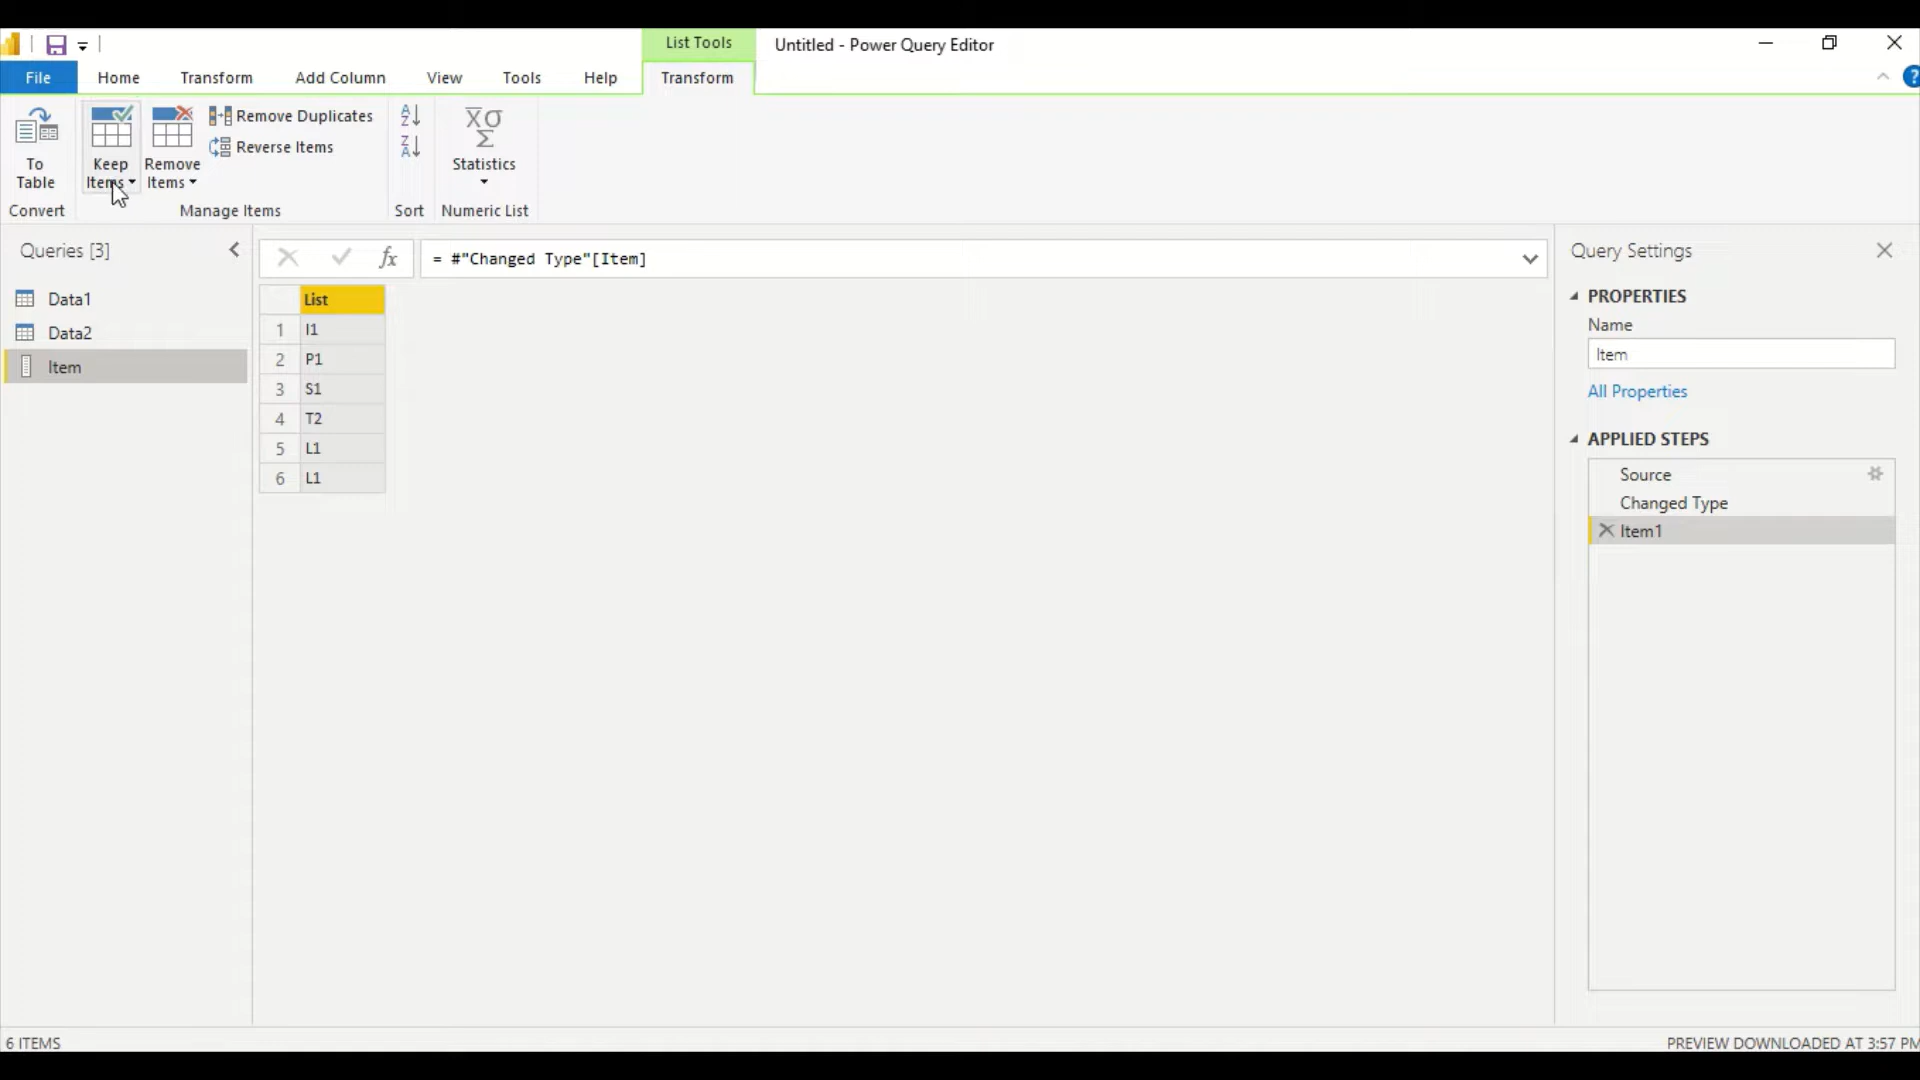 List Tools
Untitled - Power Query Editor
File
Home
Transform
Add Column
View
Tools
Help
Transform
To
Table
Keep
Items
Remove
Items
Remove Duplicates
Reverse Items
A
Z
Z
A
X̄σ
Σ
Statistics
Convert
Manage Items
Sort
Numeric List
Queries [3]
Data1
Data2
Item
fx
= #"Changed Type"[Item]
List
1 I1
2 P1
3 S1
4 T2
5 L1
6 L1
Query Settings
PROPERTIES
Name
Item
All Properties
APPLIED STEPS
Source
Changed Type
Item1
6 ITEMS
PREVIEW DOWNLOADED AT 3:57 PM